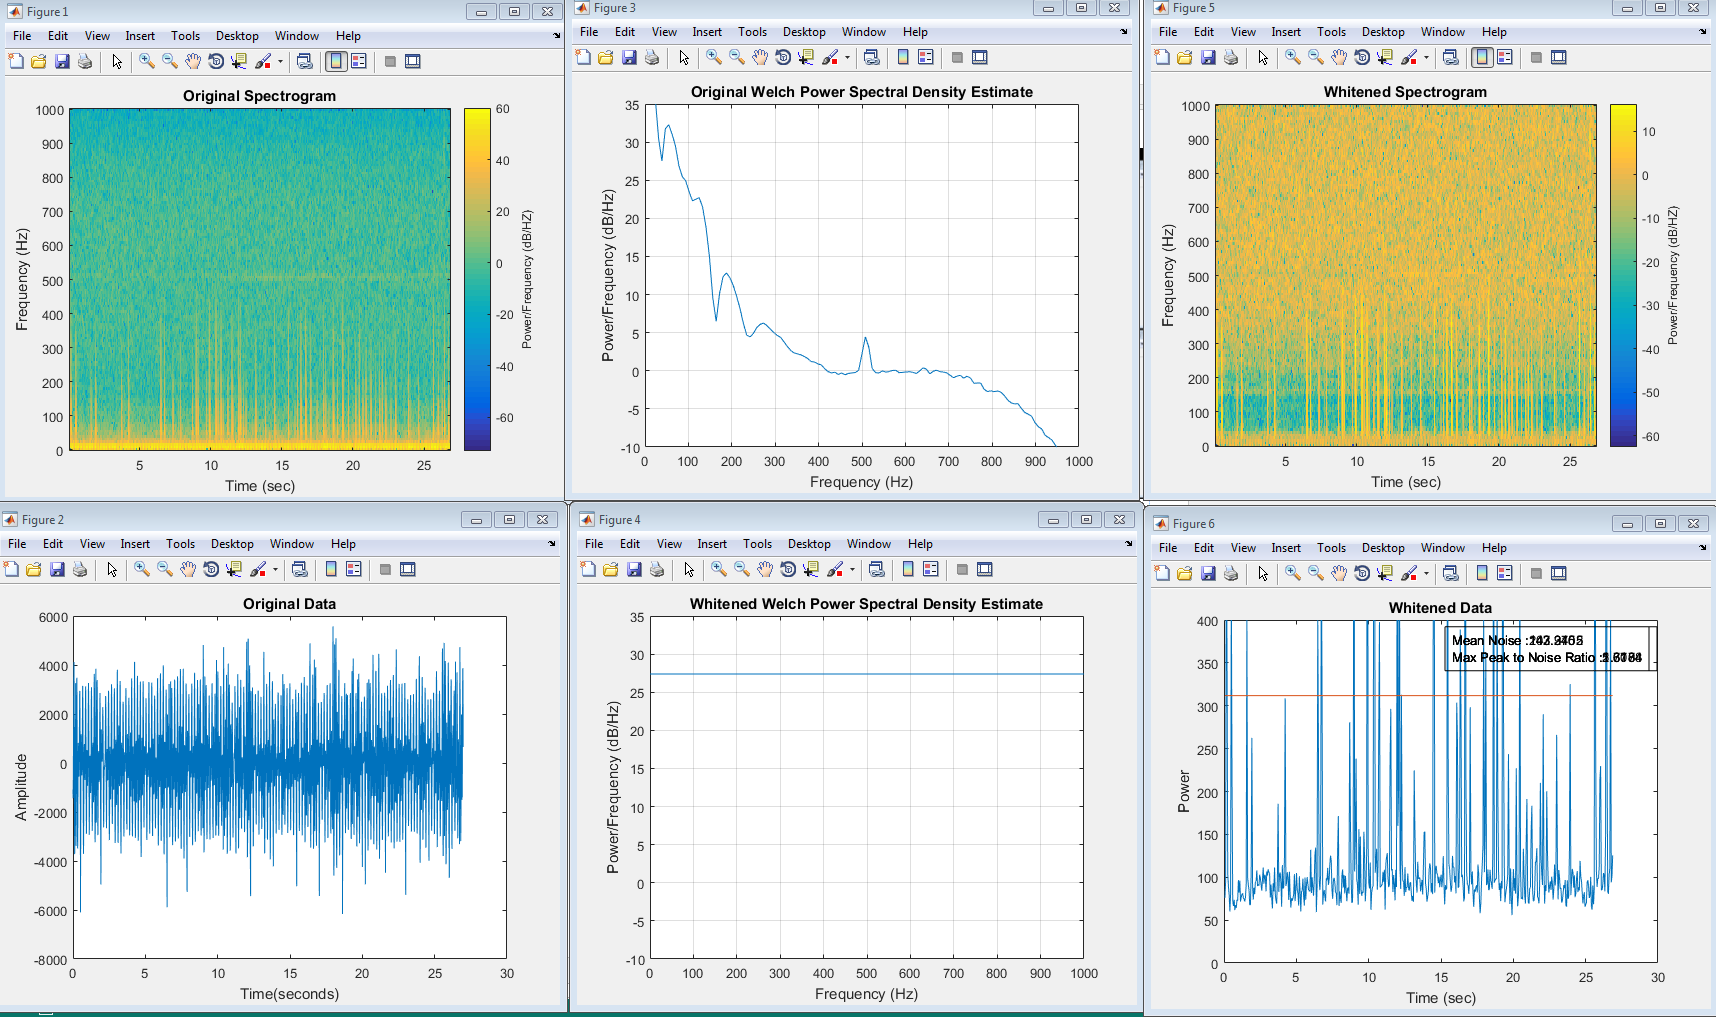 Figure 1
File Edit View Insert Tools Desktop Window Help
Original Spectrogram
1000
900
800
700
600
500
400
300
200
100
0
Frequency (Hz)
5 10 15 20 25
Time (sec)
60
40
20
0
-20
-40
-60
Power/Frequency (dB/HZ)
Figure 3
File Edit View Insert Tools Desktop Window Help
Original Welch Power Spectral Density Estimate
35
30
25
20
15
10
5
0
-5
-10
Power/Frequency (dB/Hz)
0 100 200 300 400 500 600 700 800 900 1000
Frequency (Hz)
Figure 5
File Edit View Insert Tools Desktop Window Help
Whitened Spectrogram
1000
900
800
700
600
500
400
300
200
100
0
Frequency (Hz)
5 10 15 20 25
Time (sec)
10
0
-10
-20
-30
-40
-50
-60
Power/Frequency (dB/HZ)
Figure 2
File Edit View Insert Tools Desktop Window Help
Original Data
6000
4000
2000
0
-2000
-4000
-6000
-8000
Amplitude
0 5 10 15 20 25 30
Time(seconds)
Figure 4
File Edit View Insert Tools Desktop Window Help
Whitened Welch Power Spectral Density Estimate
35
30
25
20
15
10
5
0
-5
-10
Power/Frequency (dB/Hz)
0 100 200 300 400 500 600 700 800 900 1000
Frequency (Hz)
Figure 6
File Edit View Insert Tools Desktop Window Help
Whitened Data
Mean Noise :
Max Peak to Noise Ratio :
400
350
300
250
200
150
100
50
0
Power
0 5 10 15 20 25 30
Time (sec)